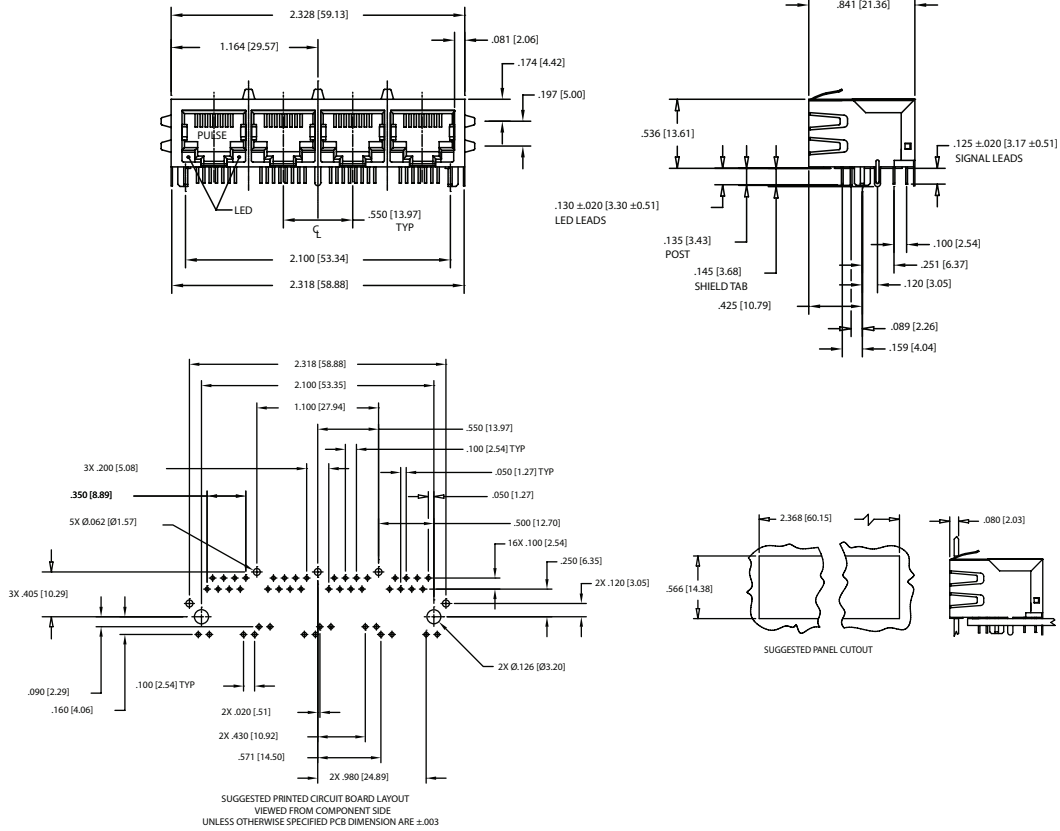 2.328 [59.13]
1.164 [29.57]
.081 [2.06]
.174 [4.42]
.197 [5.00]
PULSE
LED
.550 [13.97]
TYP
C
L
2.100 [53.34]
2.318 [58.88]
.841 [21.36]
.536 [13.61]
.125 ±.020 [3.17 ±0.51]
SIGNAL LEADS
.130 ±.020 [3.30 ±0.51]
LED LEADS
.135 [3.43]
POST
.145 [3.68]
SHIELD TAB
.425 [10.79]
.100 [2.54]
.251 [6.37]
.120 [3.05]
.089 [2.26]
.159 [4.04]
2.318 [58.88]
2.100 [53.35]
1.100 [27.94]
.550 [13.97]
.100 [2.54] TYP
3X .200 [5.08]
.050 [1.27] TYP
.350 [8.89]
.050 [1.27]
5X Ø.062 [Ø1.57]
.500 [12.70]
16X .100 [2.54]
.250 [6.35]
2X .120 [3.05]
3X .405 [10.29]
2X Ø.126 [Ø3.20]
.090 [2.29]
.100 [2.54] TYP
.160 [4.06]
2X .020 [.51]
2X .430 [10.92]
.571 [14.50]
2X .980 [24.89]
SUGGESTED PRINTED CIRCUIT BOARD LAYOUT
VIEWED FROM COMPONENT SIDE
UNLESS OTHERWISE SPECIFIED PCB DIMENSION ARE ±.003
2.368 [60.15]
.080 [2.03]
.566 [14.38]
SUGGESTED PANEL CUTOUT